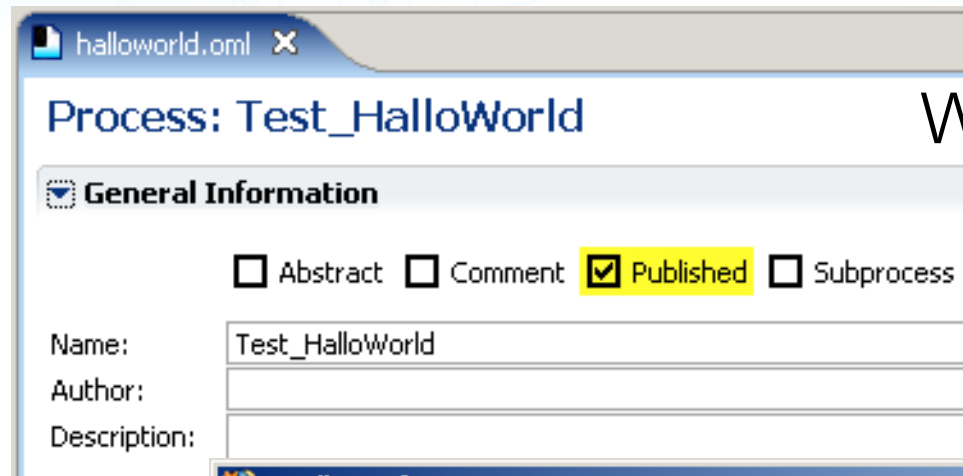 halloworld.oml
Process: Test_HalloWorld
General Information
Abstract Comment Published Subprocess
Name: Test_HalloWorld
Author:
Description: